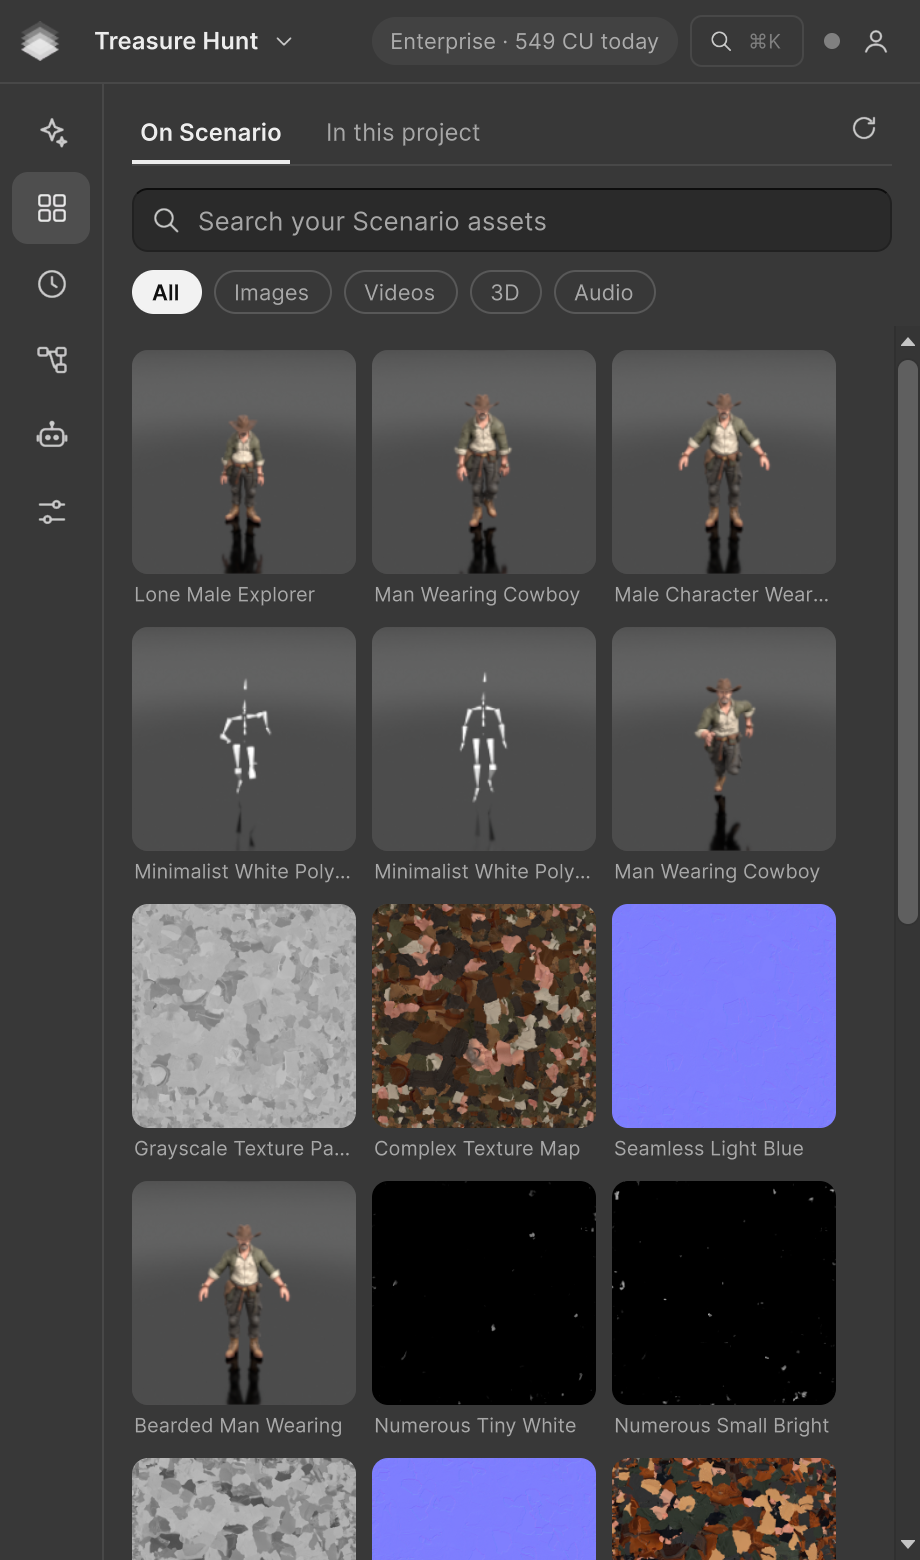 Treasure Hunt
Enterprise · 549 CU today
⌘K
On Scenario
In this project
Search your Scenario assets
All
Images
Videos
3D
Audio
Lone Male Explorer
Man Wearing Cowboy
Male Character Wear...
Minimalist White Poly...
Minimalist White Poly...
Man Wearing Cowboy
Grayscale Texture Pa...
Complex Texture Map
Seamless Light Blue
Bearded Man Wearing
Numerous Tiny White
Numerous Small Bright